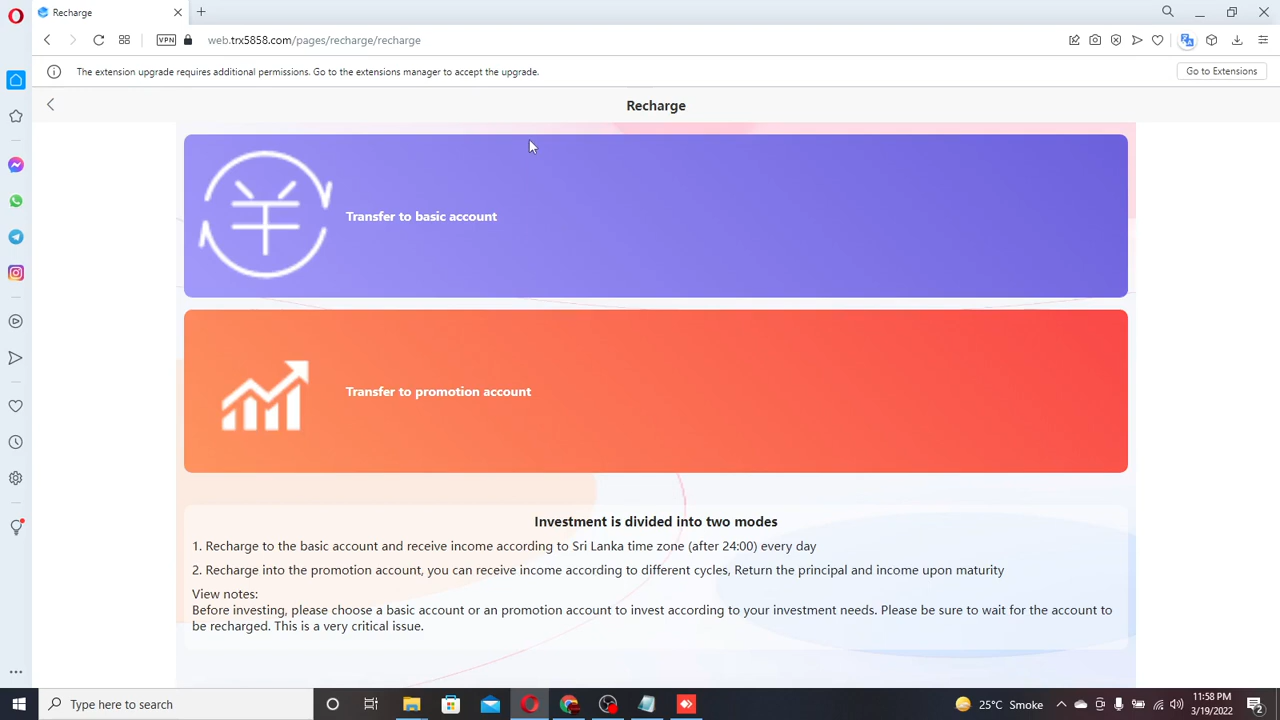 Recharge
VPN
web.trx5858.com/pages/recharge/recharge
The extension upgrade requires additional permissions. Go to the extensions manager to accept the upgrade.
Go to Extensions
Recharge
Transfer to basic account
Transfer to promotion account
Investment is divided into two modes
1. Recharge to the basic account and receive income according to Sri Lanka time zone (after 24:00) every day
2. Recharge into the promotion account, you can receive income according to different cycles, Return the principal and income upon maturity
View notes:
Before investing, please choose a basic account or an promotion account to invest according to your investment needs. Please be sure to wait for the account to
be recharged. This is a very critical issue.
Type here to search
25°C Smoke
11:58 PM
3/19/2022
2